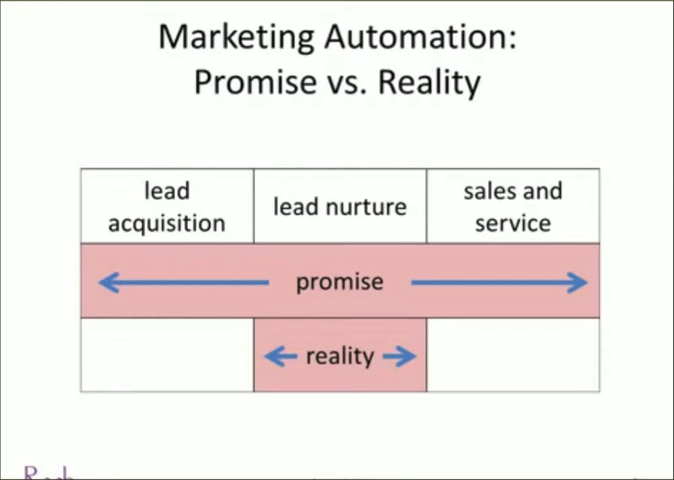 Marketing Automation:
Promise vs. Reality
lead
acquisition
lead nurture
sales and
service
promise
reality